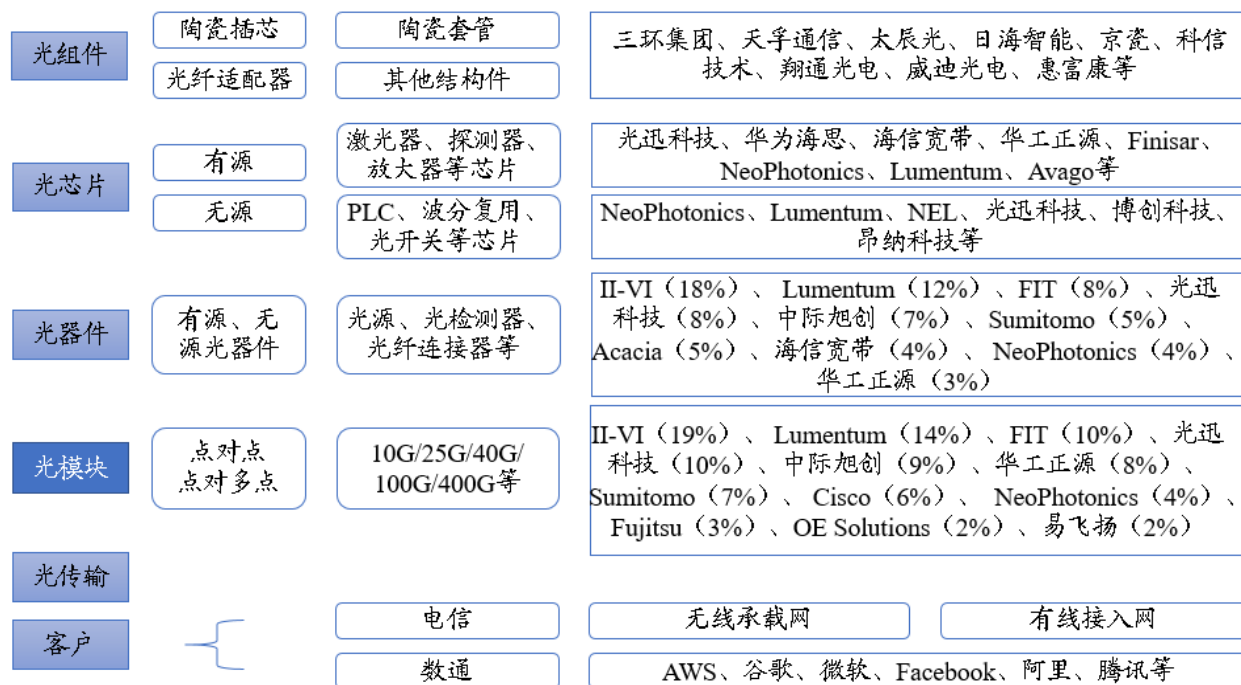 光组件
陶瓷插芯
陶瓷套管
光纤适配器
其他结构件
三环集团、天孚通信、太辰光、日海智能、京瓷、科信
技术、翔通光电、威迪光电、惠富康等
光芯片
有源
激光器、探测器、
放大器等芯片
光迅科技、华为海思、海信宽带、华工正源、Finisar、
NeoPhotonics、Lumentum、Avago等
无源
PLC、波分复用、
光开关等芯片
NeoPhotonics、Lumentum、NEL、光迅科技、博创科技、
昂纳科技等
光器件
有源、无
源光器件
光源、光检测器、
光纤连接器等
II-VI（18%）、 Lumentum（12%）、FIT（8%）、光迅
科技（8%）、中际旭创（7%）、Sumitomo（5%）、
Acacia（5%）、海信宽带（4%）、 NeoPhotonics（4%）、
华工正源（3%）
光模块
点对点
点对多点
10G/25G/40G/
100G/400G等
II-VI（19%）、 Lumentum（14%）、FIT（10%）、光迅
科技（10%）、中际旭创（9%）、华工正源（8%）、
Sumitomo（7%）、Cisco（6%）、 NeoPhotonics（4%）、
Fujitsu（3%）、OE Solutions（2%）、易飞扬（2%）
光传输
客户
电信
无线承载网
有线接入网
数通
AWS、谷歌、微软、Facebook、阿里、腾讯等